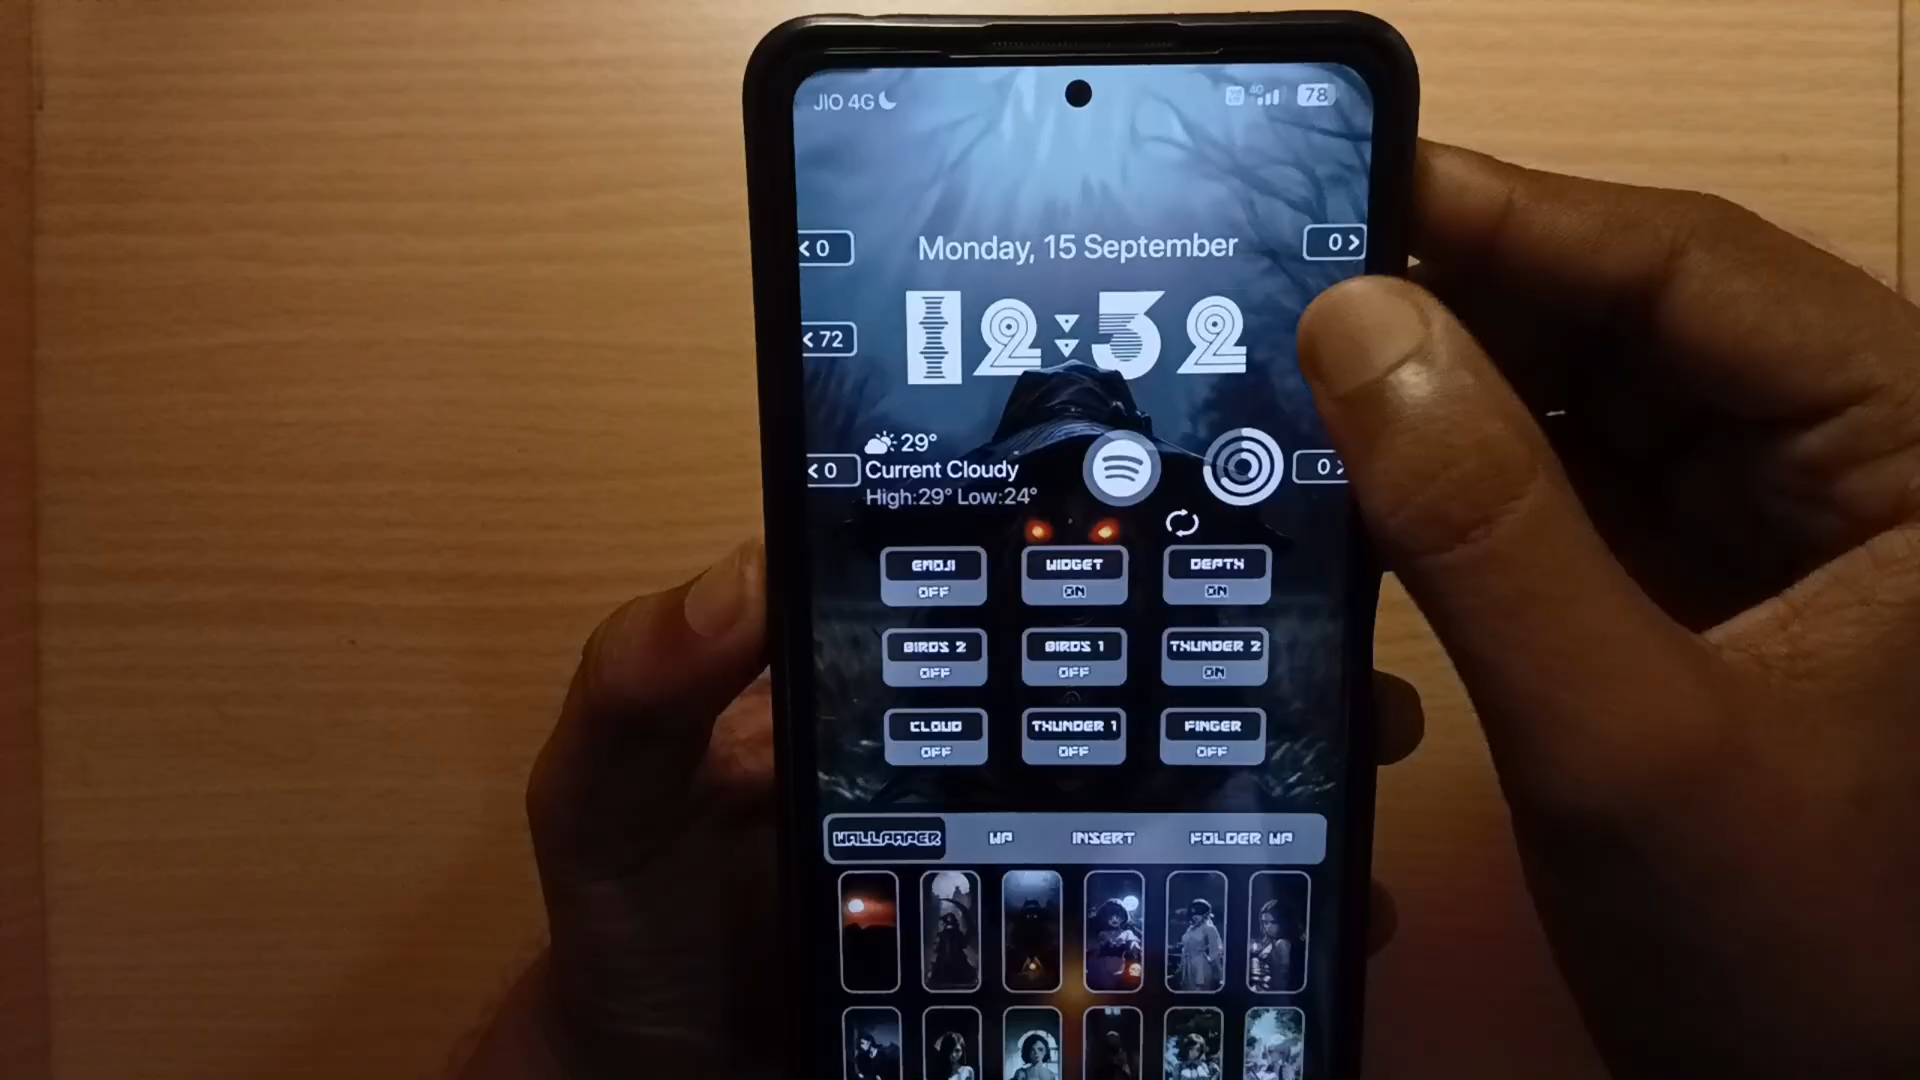 JIO 4G
4G
78
< 0
Monday, 15 September
0 >
12:32
< 72
29°
< 0
Current Cloudy
0 >
High:29° Low:24°
EMOJI
WIDGET
DEPTH
OFF
ON
ON
BIRDS 2
BIRDS 1
THUNDER 2
OFF
OFF
ON
CLOUD
THUNDER 1
FINGER
OFF
OFF
OFF
WALLPAPER
WP
INSERT
FOLDER WP